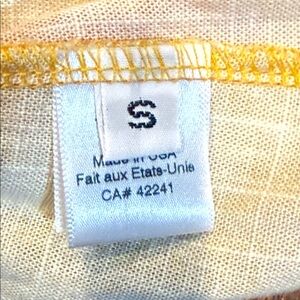 S
Made in USA
Fait aux Etats-Unis
CA# 42241